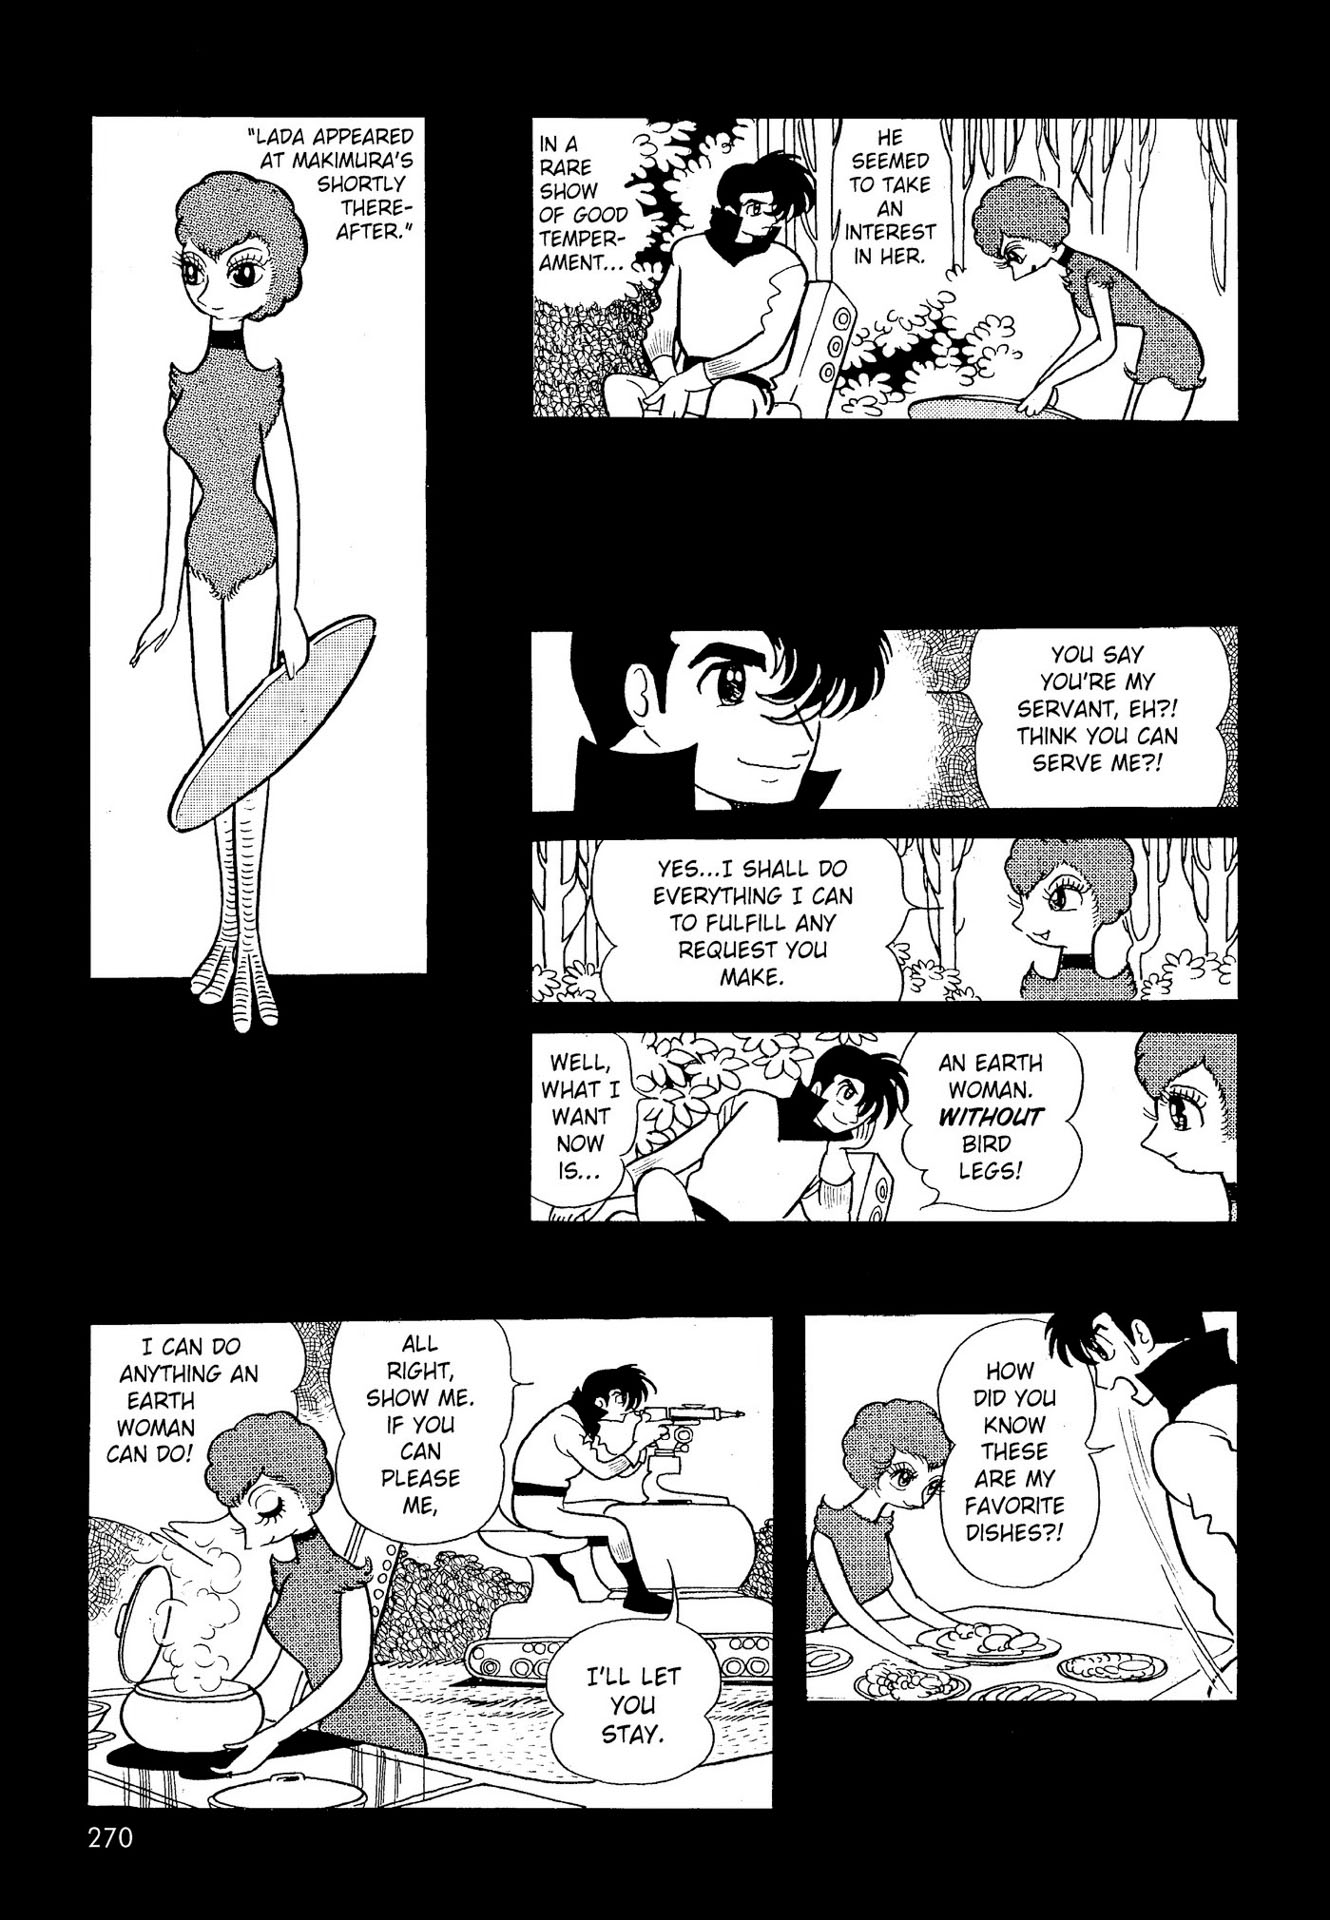 "LADA APPEARED
AT MAKIMURA'S
SHORTLY
THERE-
AFTER."
IN A
RARE
SHOW
OF GOOD
TEMPER-
AMENT...
HE
SEEMED
TO TAKE
AN
INTEREST
IN HER.
YOU SAY
YOU'RE MY
SERVANT, EH?!
THINK YOU CAN
SERVE ME?!
YES...I SHALL DO
EVERYTHING I CAN
TO FULFILL ANY
REQUEST YOU
MAKE.
WELL,
WHAT I
WANT
NOW
IS...
AN EARTH
WOMAN.
WITHOUT
BIRD
LEGS!
I CAN DO
ANYTHING AN
EARTH
WOMAN
CAN DO!
ALL
RIGHT,
SHOW ME.
IF YOU
CAN
PLEASE
ME,
I'LL LET
YOU
STAY.
HOW
DID YOU
KNOW
THESE
ARE MY
FAVORITE
DISHES?!
270